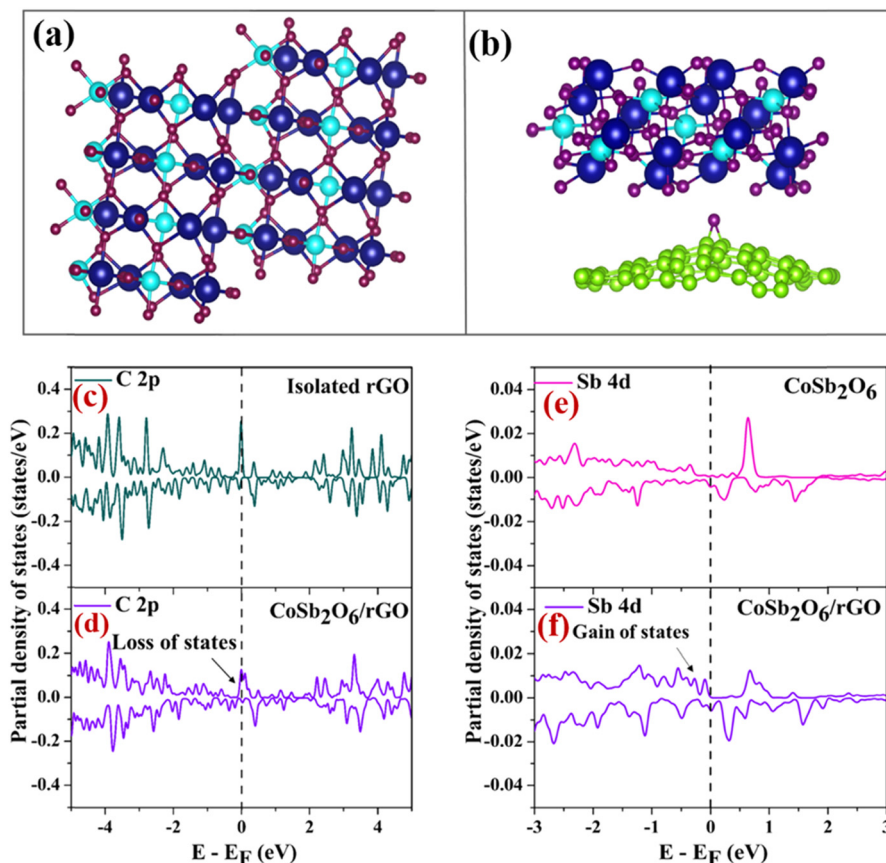 (a)
(b)
Partial density of states (states/eV)
0.4
0.2
0.0
-0.2
-0.4
C 2p
(c)
Isolated rGO
0.4
0.2
0.0
-0.2
-0.4
C 2p
(d)
CoSb2O6/rGO
Loss of states
-4
-2
0
2
4
E - EF (eV)
Partial density of states (states/eV)
0.04
0.02
0.00
-0.02
-0.04
Sb 4d
(e)
CoSb2O6
0.04
0.02
0.00
-0.02
-0.04
Sb 4d
(f)
CoSb2O6/rGO
Gain of states
-3
-2
-1
0
1
2
3
E - EF (eV)